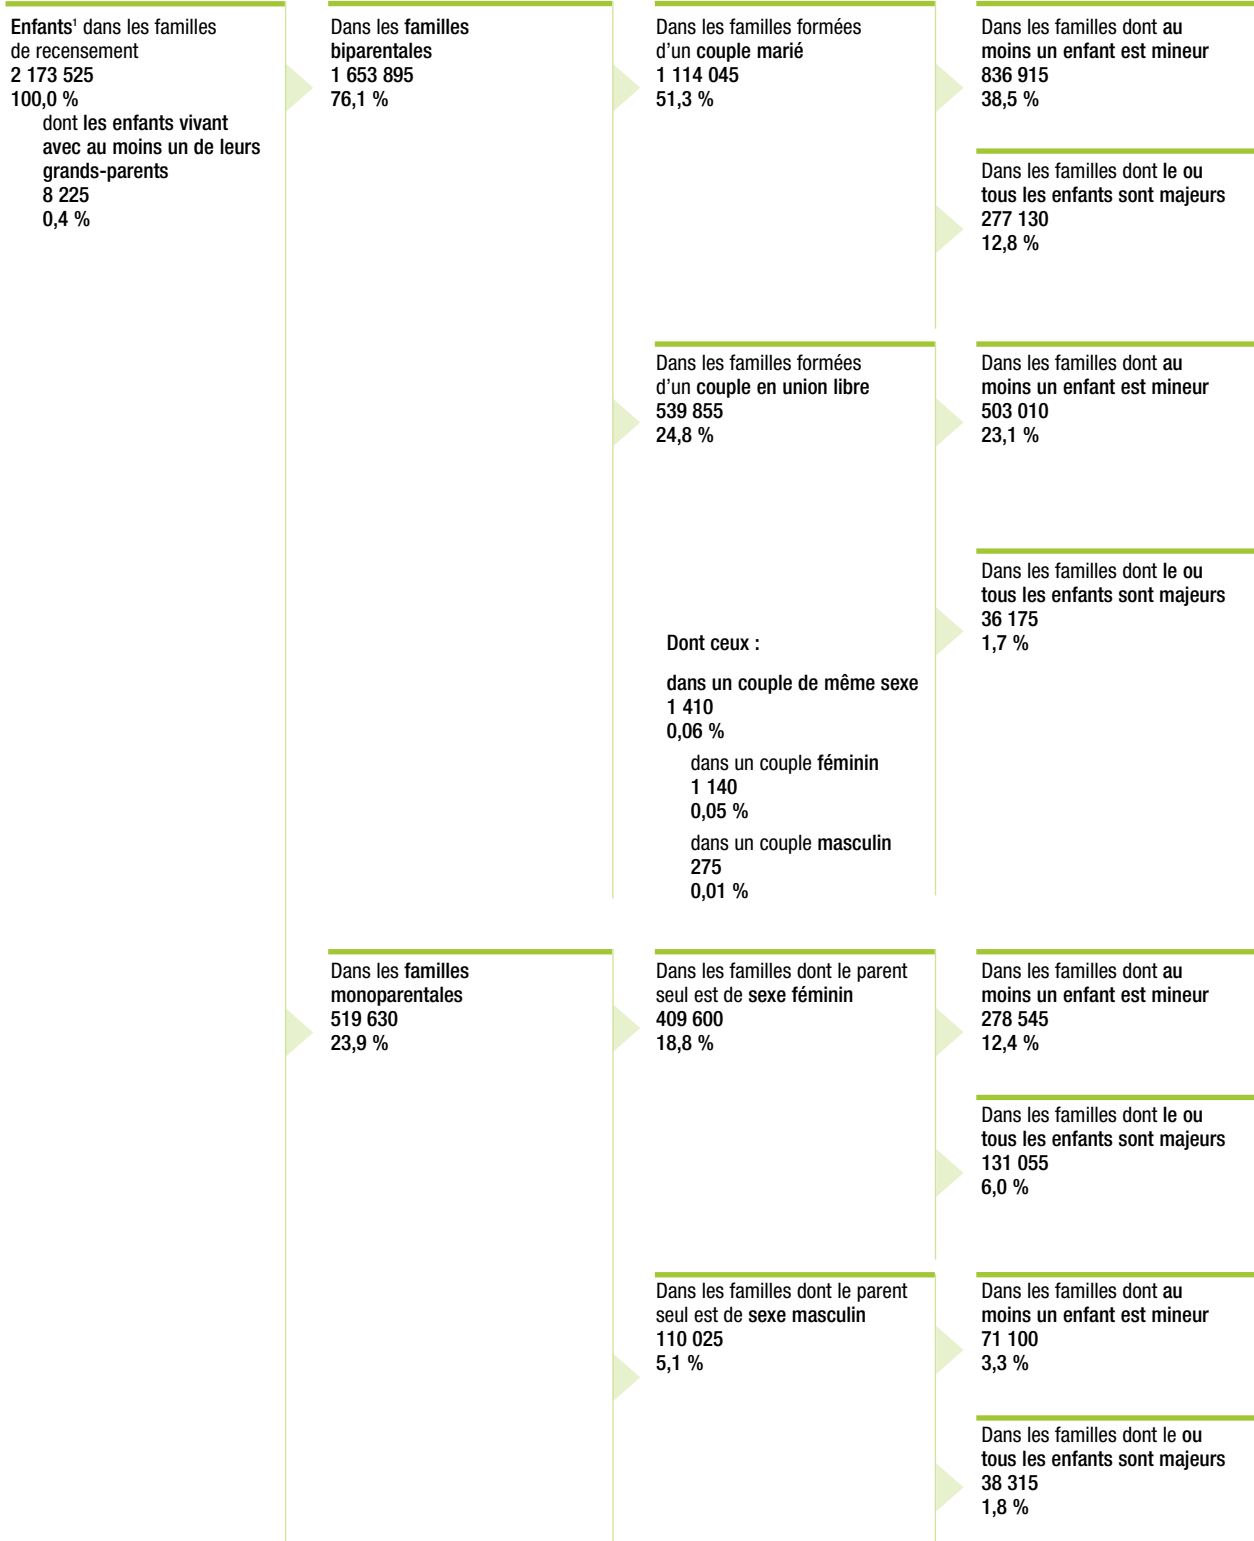 Enfants¹ dans les familles
de recensement
2 173 525
100,0 %
dont les enfants vivant
avec au moins un de leurs
grands-parents
8 225
0,4 %
Dans les familles
biparentales
1 653 895
76,1 %
Dans les familles formées
d’un couple marié
1 114 045
51,3 %
Dans les familles dont au
moins un enfant est mineur
836 915
38,5 %
Dans les familles dont le ou
tous les enfants sont majeurs
277 130
12,8 %
Dans les familles formées
d’un couple en union libre
539 855
24,8 %
Dans les familles dont au
moins un enfant est mineur
503 010
23,1 %
Dans les familles dont le ou
tous les enfants sont majeurs
36 175
1,7 %
Dont ceux :
dans un couple de même sexe
1 410
0,06 %
dans un couple féminin
1 140
0,05 %
dans un couple masculin
275
0,01 %
Dans les familles
monoparentales
519 630
23,9 %
Dans les familles dont le parent
seul est de sexe féminin
409 600
18,8 %
Dans les familles dont au
moins un enfant est mineur
278 545
12,4 %
Dans les familles dont le ou
tous les enfants sont majeurs
131 055
6,0 %
Dans les familles dont le parent
seul est de sexe masculin
110 025
5,1 %
Dans les familles dont au
moins un enfant est mineur
71 100
3,3 %
Dans les familles dont le ou
tous les enfants sont majeurs
38 315
1,8 %